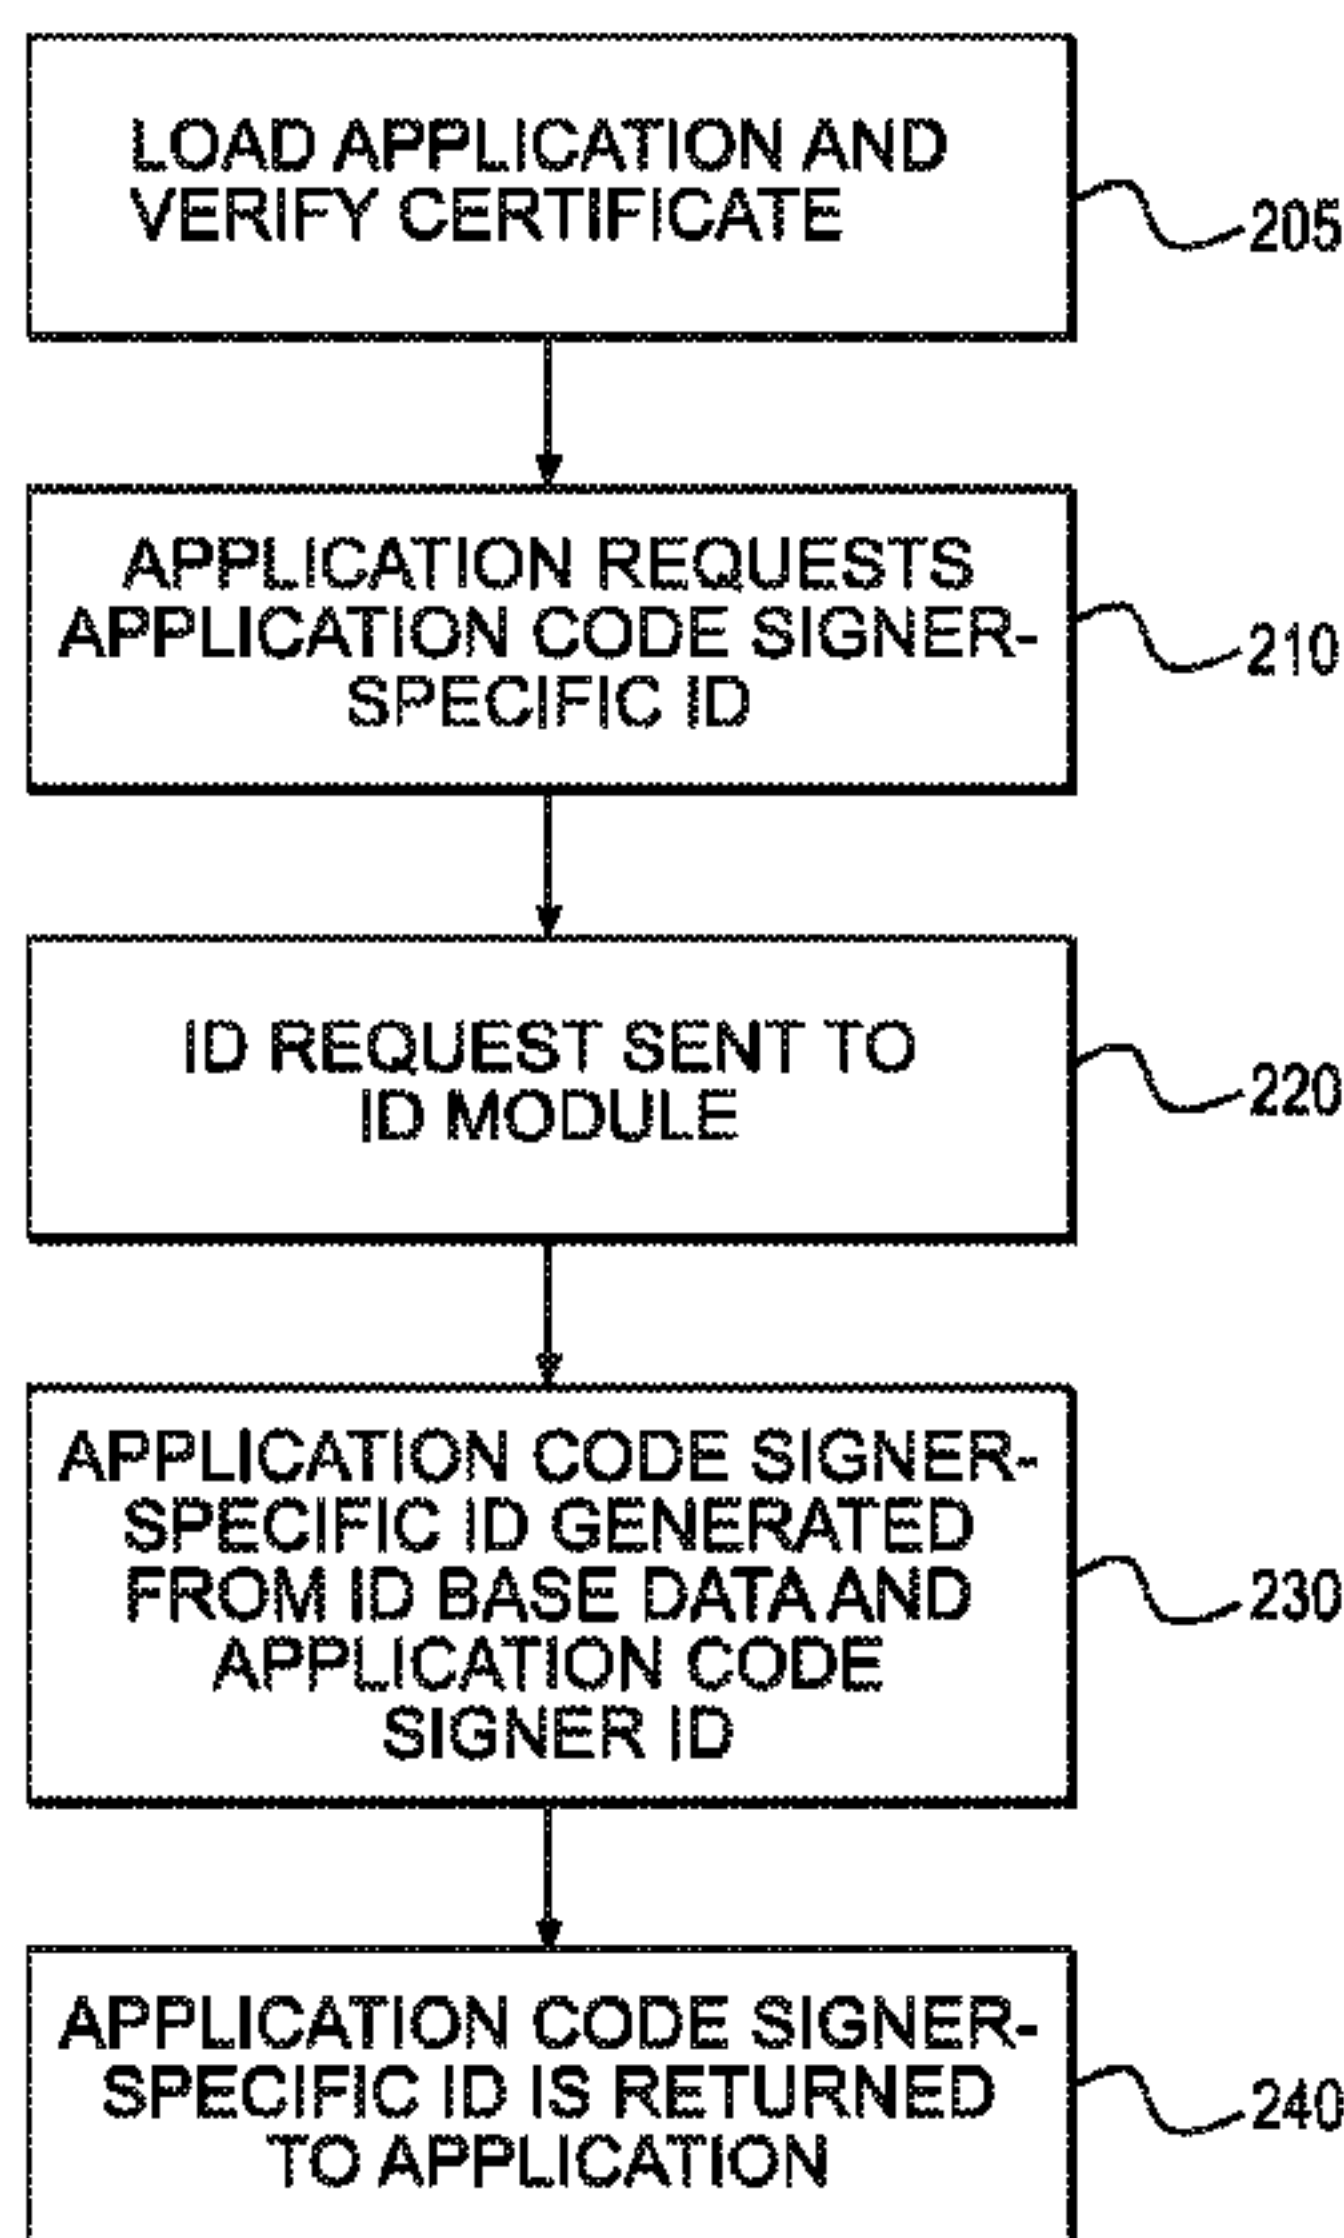 LOAD APPLICATION AND
VERIFY CERTIFICATE
205
APPLICATION REQUESTS
APPLICATION CODE SIGNER-
SPECIFIC ID
210
ID REQUEST SENT TO
ID MODULE
220
APPLICATION CODE SIGNER-
SPECIFIC ID GENERATED
FROM ID BASE DATA AND
APPLICATION CODE
SIGNER ID
230
APPLICATION CODE SIGNER-
SPECIFIC ID IS RETURNED
TO APPLICATION
240